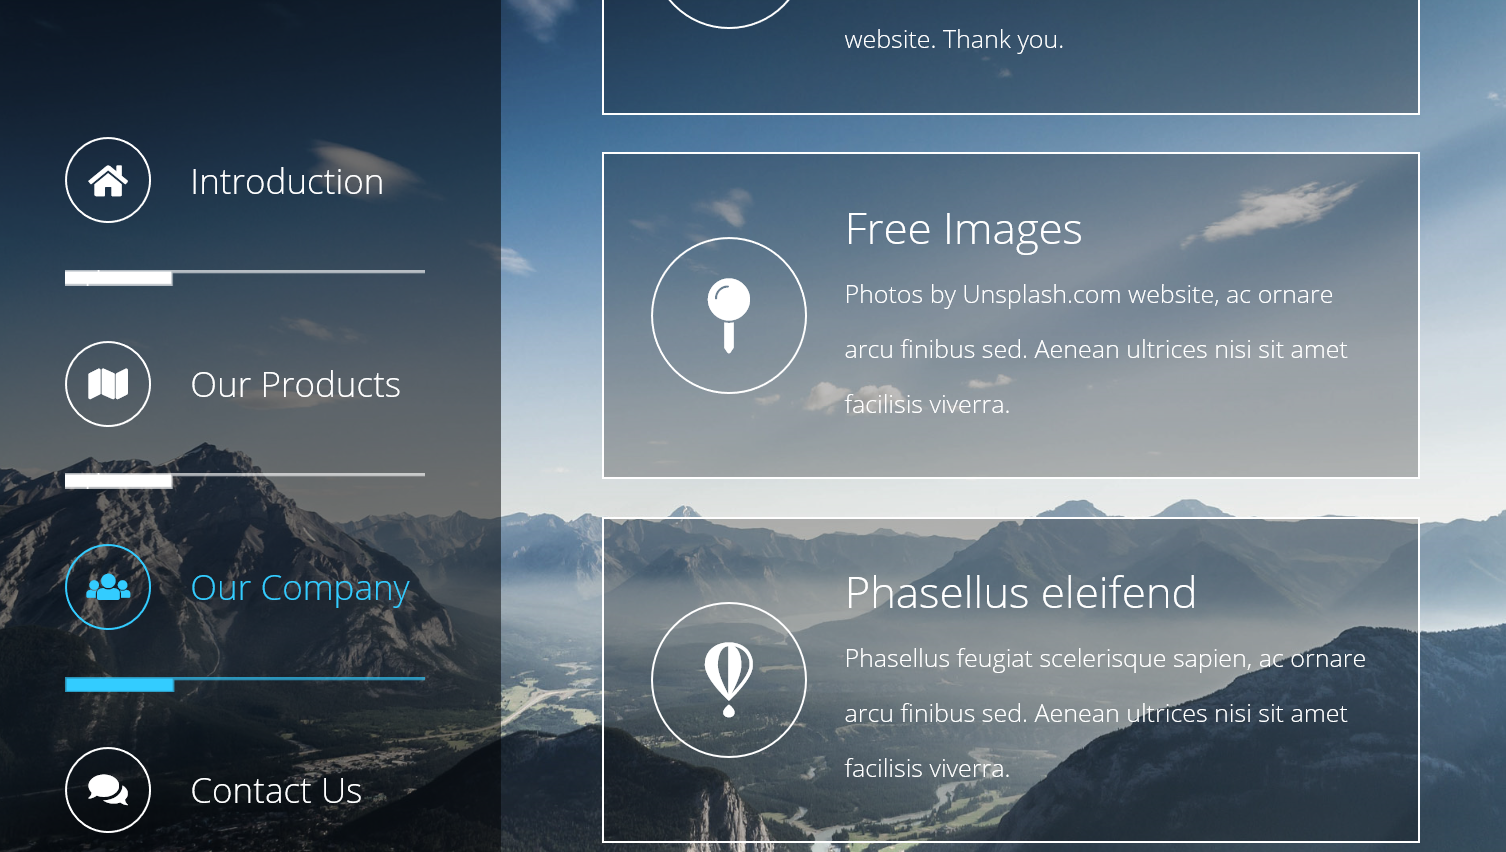 Introduction
Our Products
Our Company
Contact Us
website. Thank you.
Free Images
Photos by Unsplash.com website, ac ornare
arcu finibus sed. Aenean ultrices nisi sit amet
facilisis viverra.
Phasellus eleifend
Phasellus feugiat scelerisque sapien, ac ornare
arcu finibus sed. Aenean ultrices nisi sit amet
facilisis viverra.